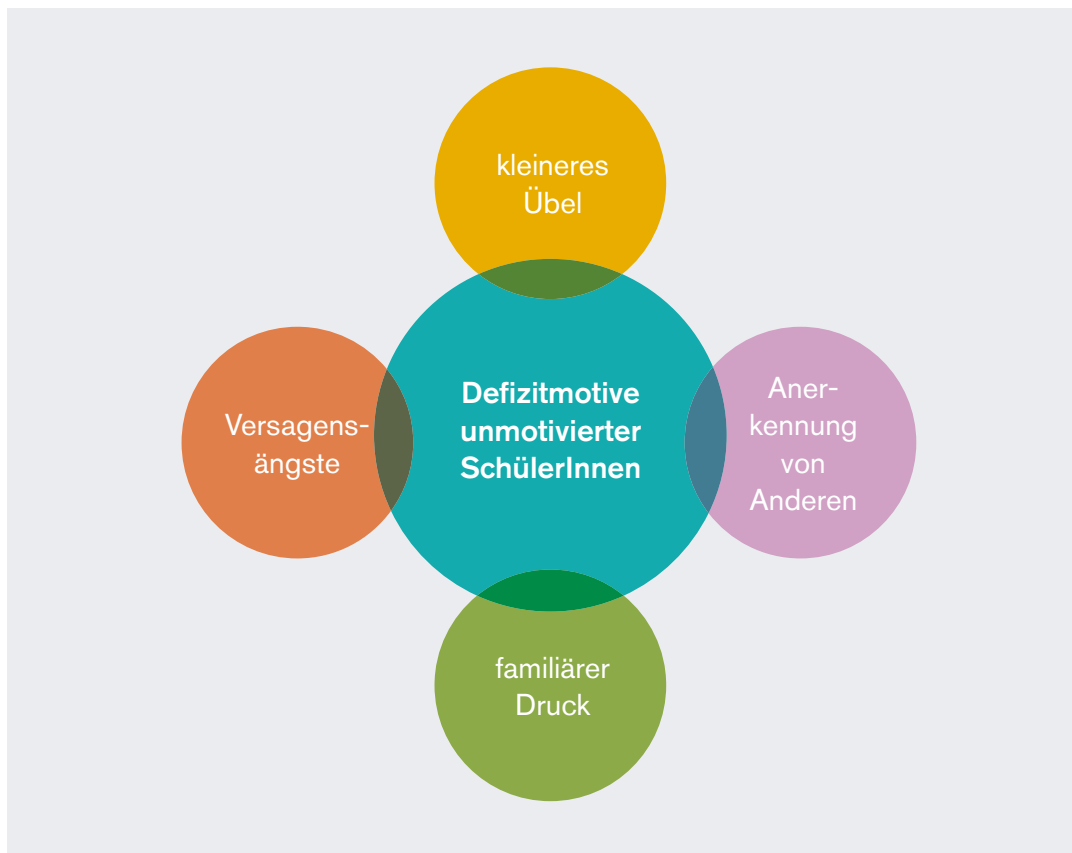 kleineres
Übel
Versagens-
ängste
Defizitmotive
unmotivierter
SchülerInnen
Aner-
kennung
von
Anderen
familiärer
Druck